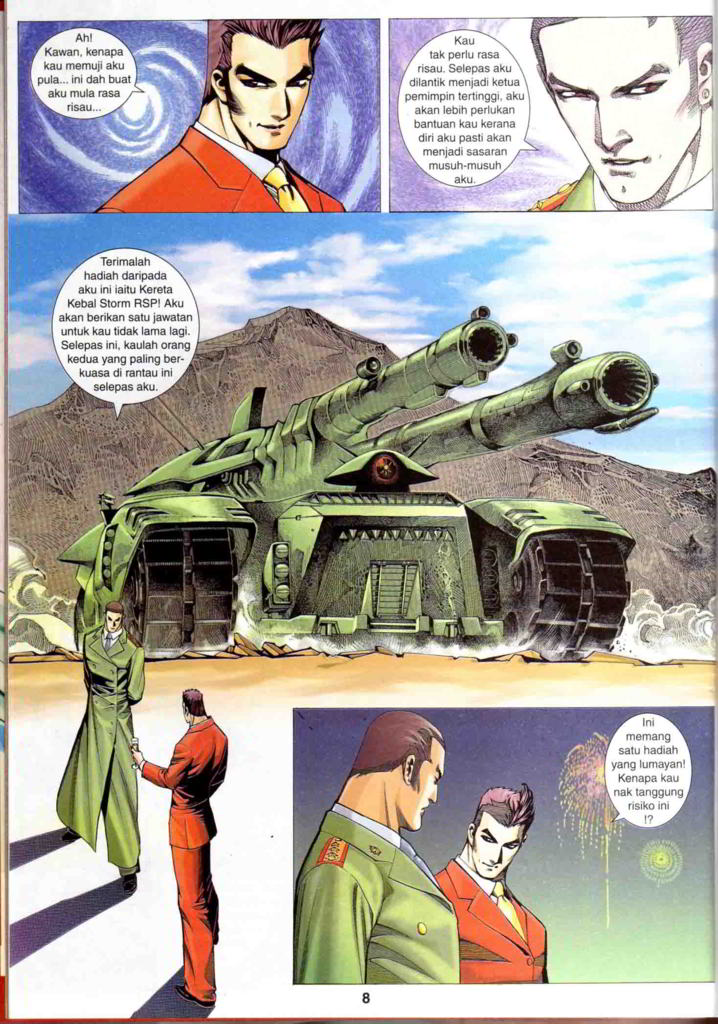 Ah!
Kawan, kenapa
kau memuji aku
pula... ini dah buat
aku mula rasa
risau...
Kau
tak perlu rasa
risau. Selepas aku
dilantik menjadi ketua
pemimpin tertinggi, aku
akan lebih perlukan
bantuan kau kerana
diri aku pasti akan
menjadi sasaran
musuh-musuh
aku.
Terimalah
hadiah daripada
aku ini iaitu Kereta
Kebal Storm RSP! Aku
akan berikan satu jawatan
untuk kau tidak lama lagi.
Selepas ini, kaulah orang
kedua yang paling ber-
kuasa di rantau ini
selepas aku.
Ini
memang
satu hadiah
yang lumayan!
Kenapa kau
nak tanggung
risiko ini
!?
8